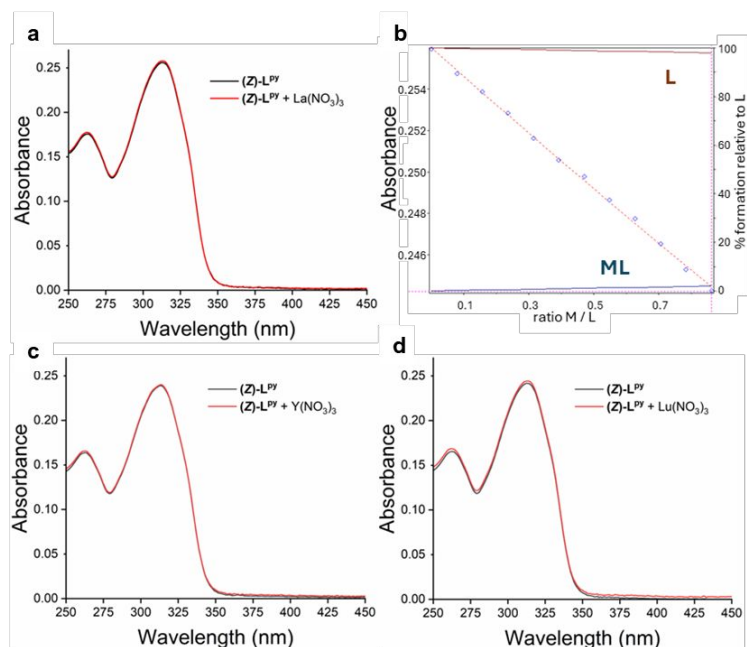 a
0.25
0.20
0.15
0.10
0.05
0.00
Absorbance
(Z)-Lpy
(Z)-Lpy + La(NO3)3
250 275 300 325 350 375 400 425 450
Wavelength (nm)
b
Absorbance
0.254
0.252
0.250
0.248
0.246
100
80
60
40
20
0
% formation relative to L
L
ML
0.1 0.3 0.5 0.7
ratio M / L
c
0.25
0.20
0.15
0.10
0.05
0.00
Absorbance
(Z)-Lpy
(Z)-Lpy + Y(NO3)3
250 275 300 325 350 375 400 425 450
Wavelength (nm)
d
0.25
0.20
0.15
0.10
0.05
0.00
Absorbance
(Z)-Lpy
(Z)-Lpy + Lu(NO3)3
250 275 300 325 350 375 400 425 450
Wavelength (nm)